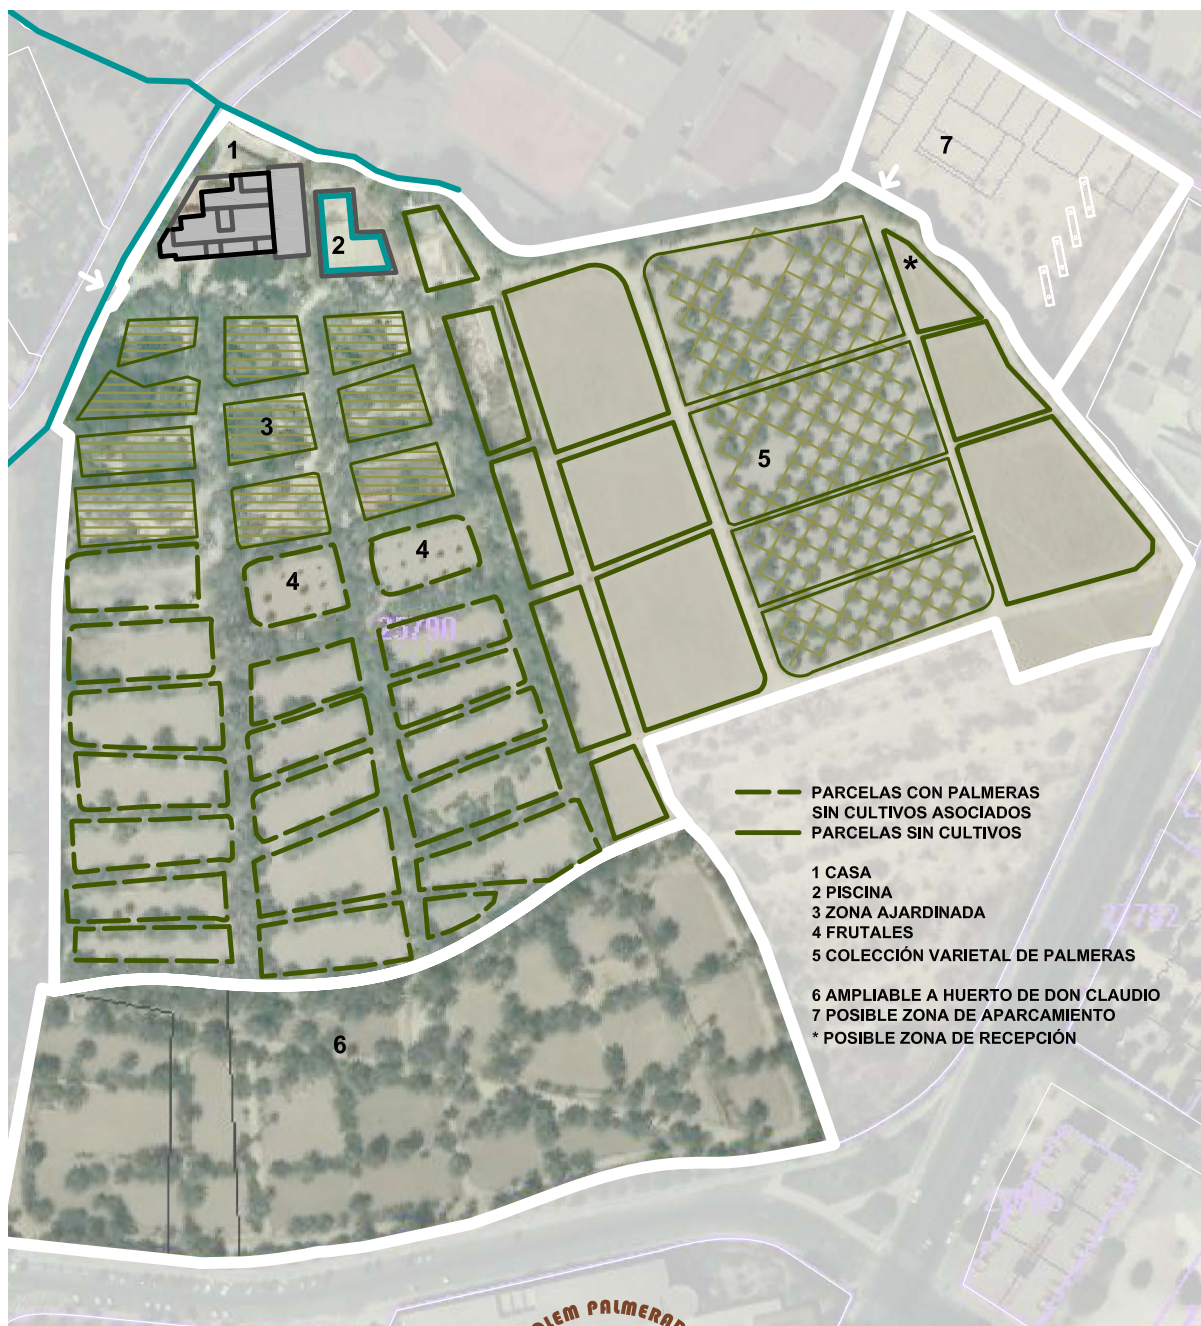 1
7
2
*
3
5
4
4
25790
PARCELAS CON PALMERAS
SIN CULTIVOS ASOCIADOS
PARCELAS SIN CULTIVOS
1 CASA
2 PISCINA
3 ZONA AJARDINADA
4 FRUTALES
5 COLECCIÓN VARIETAL DE PALMERAS
6 AMPLIABLE A HUERTO DE DON CLAUDIO
7 POSIBLE ZONA DE APARCAMIENTO
* POSIBLE ZONA DE RECEPCIÓN
6